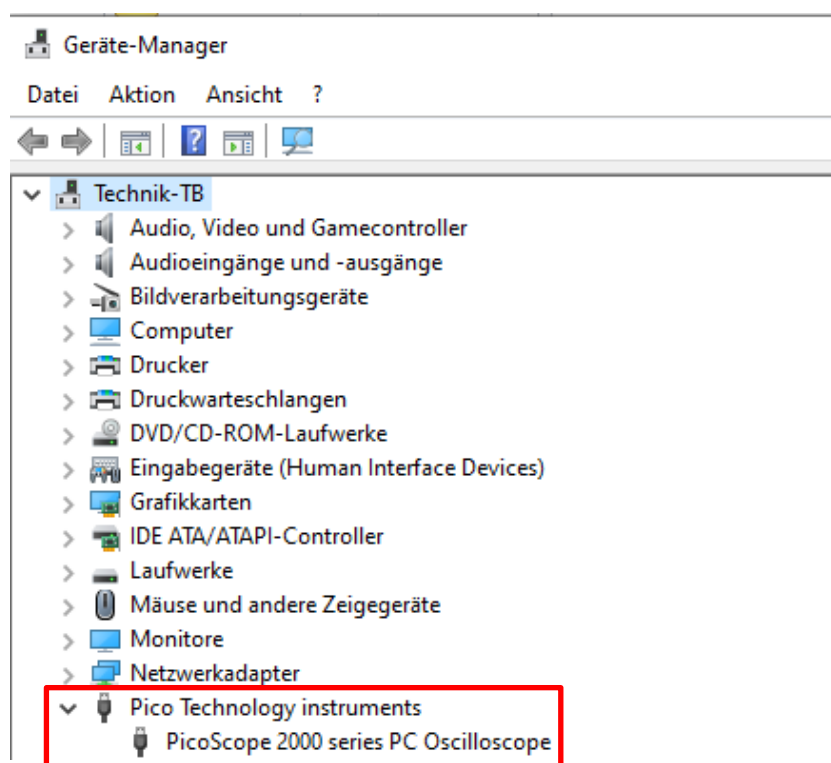 Geräte-Manager
Datei Aktion Ansicht ?
Technik-TB
Audio, Video und Gamecontroller
Audioeingänge und -ausgänge
Bildverarbeitungsgeräte
Computer
Drucker
Druckwarteschlangen
DVD/CD-ROM-Laufwerke
Eingabegeräte (Human Interface Devices)
Grafikkarten
IDE ATA/ATAPI-Controller
Laufwerke
Mäuse und andere Zeigegeräte
Monitore
Netzwerkadapter
Pico Technology instruments
PicoScope 2000 series PC Oscilloscope